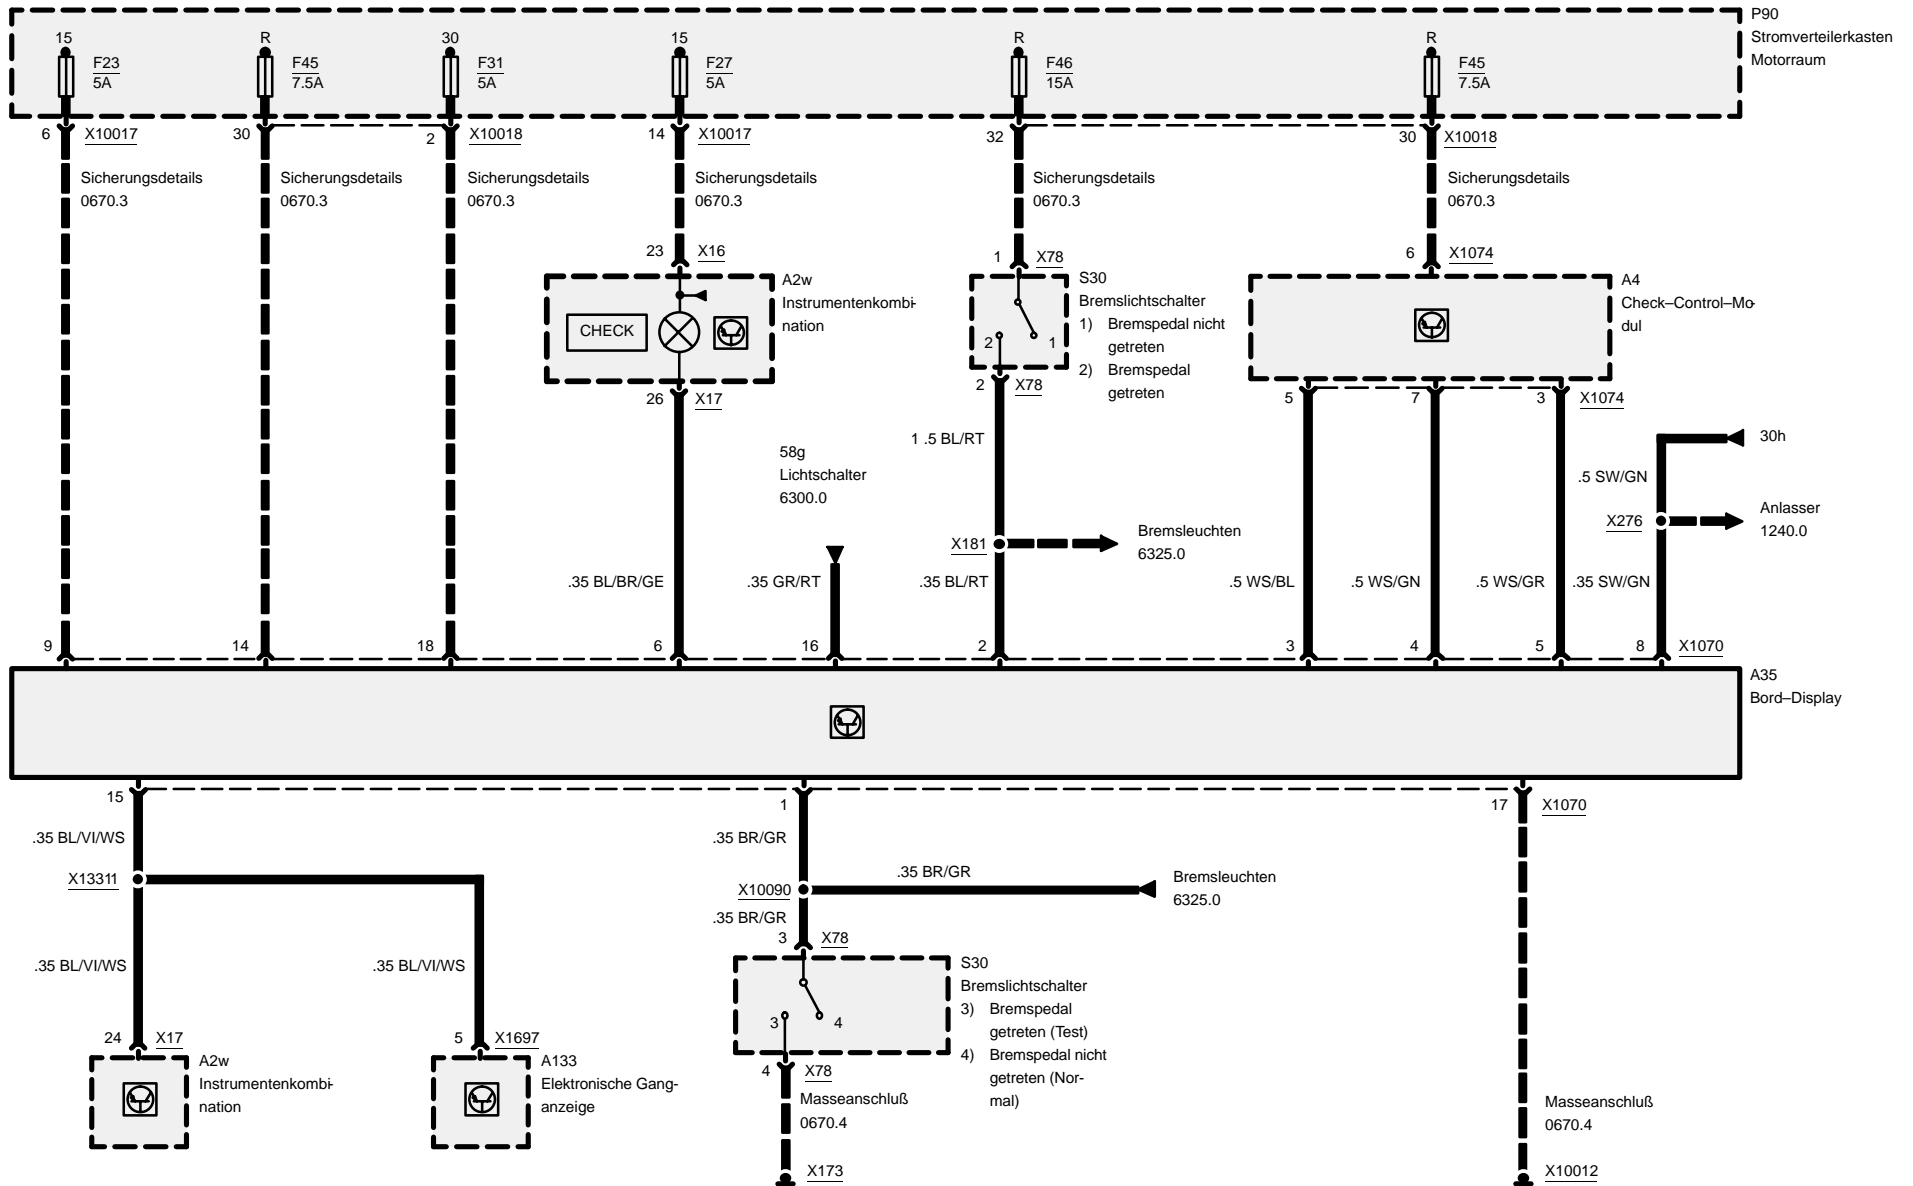 P90
Stromverteilerkasten
Motorraum
15
R
30
15
R
R
F23
5A
F45
7.5A
F31
5A
F27
5A
F46
15A
F45
7.5A
6
X10017
30
2
X10018
14
X10017
32
30
X10018
Sicherungsdetails
0670.3
Sicherungsdetails
0670.3
Sicherungsdetails
0670.3
Sicherungsdetails
0670.3
Sicherungsdetails
0670.3
Sicherungsdetails
0670.3
23
X16
1
X78
6
X1074
A2w
Instrumentenkombi-
nation
CHECK
S30
Bremslichtschalter
1) Bremspedal nicht
getreten
2) Bremspedal
getreten
2
1
A4
Check–Control–Mo-
dul
26
X17
2
X78
5
7
3
X1074
58g
Lichtschalter
6300.0
1 .5 BL/RT
30h
.5 SW/GN
X276
Anlasser
1240.0
X181
Bremsleuchten
6325.0
.35 BL/BR/GE
.35 GR/RT
.35 BL/RT
.5 WS/BL
.5 WS/GN
.5 WS/GR
.35 SW/GN
9
14
18
6
16
2
3
4
5
8
X1070
A35
Bord–Display
15
1
17
X1070
.35 BL/VI/WS
.35 BR/GR
X13311
X10090
.35 BR/GR
Bremsleuchten
6325.0
.35 BR/GR
3
X78
.35 BL/VI/WS
.35 BL/VI/WS
S30
Bremslichtschalter
3) Bremspedal
getreten (Test)
4) Bremspedal nicht
getreten (Nor-
mal)
3
4
24
X17
5
X1697
A2w
Instrumentenkombi-
nation
A133
Elektronische Gang-
anzeige
4
X78
Masseanschluß
0670.4
X173
Masseanschluß
0670.4
X10012